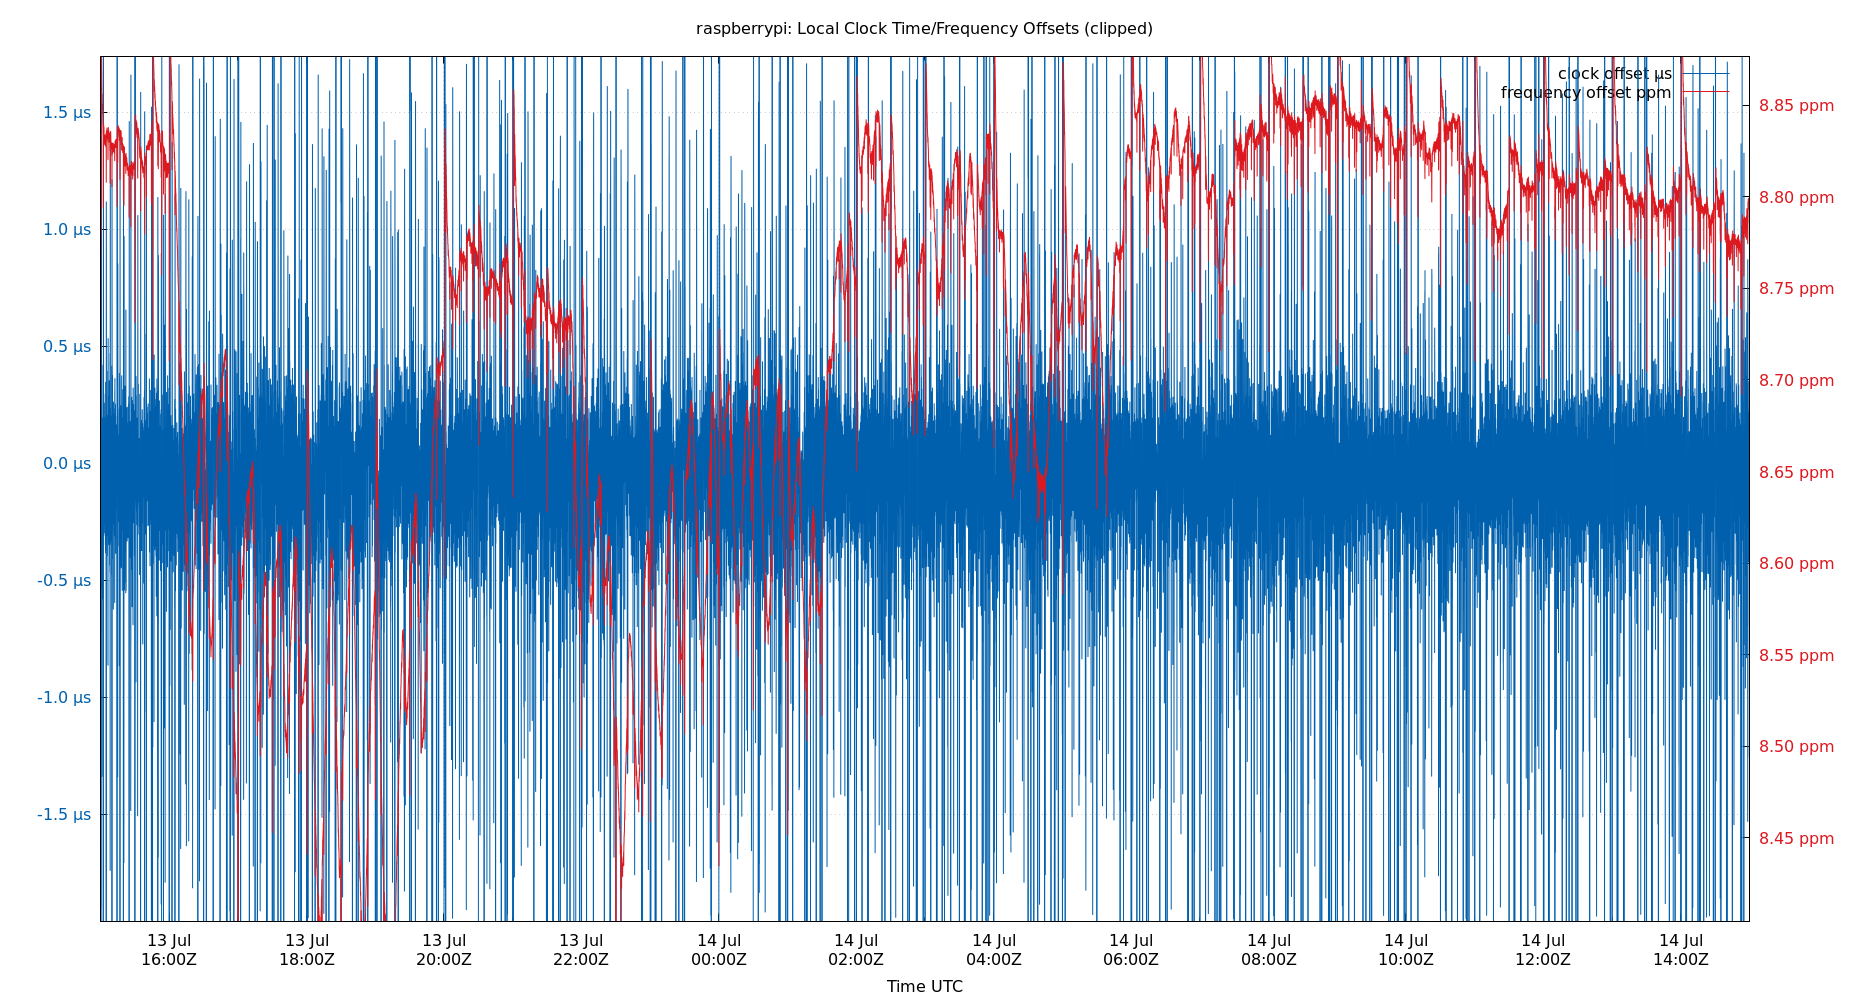 raspberrypi: Local Clock Time/Frequency Offsets (clipped)
clock offset µs
frequency offset ppm
1.5 µs
1.0 µs
0.5 µs
0.0 µs
-0.5 µs
-1.0 µs
-1.5 µs
8.85 ppm
8.80 ppm
8.75 ppm
8.70 ppm
8.65 ppm
8.60 ppm
8.55 ppm
8.50 ppm
8.45 ppm
13 Jul 13 Jul 13 Jul 13 Jul 14 Jul 14 Jul 14 Jul 14 Jul 14 Jul 14 Jul 14 Jul 14 Jul
16:00Z 18:00Z 20:00Z 22:00Z 00:00Z 02:00Z 04:00Z 06:00Z 08:00Z 10:00Z 12:00Z 14:00Z
Time UTC